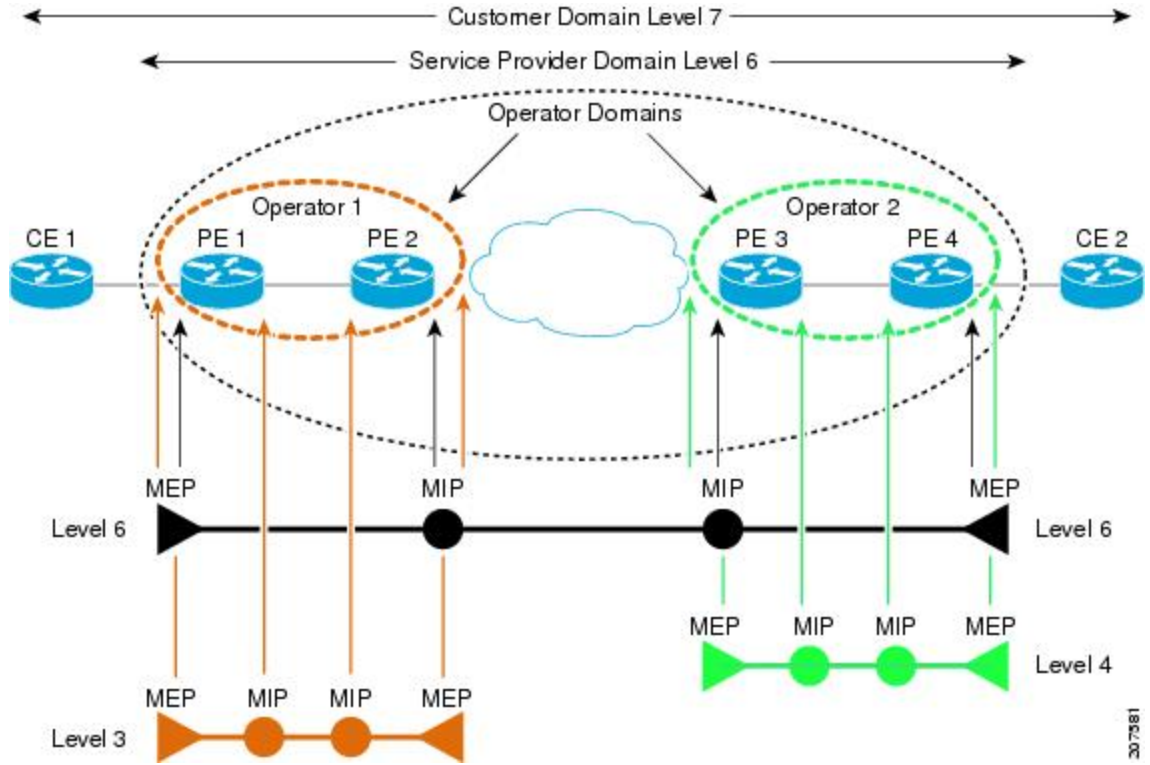 Customer Domain Level 7
Service Provider Domain Level 6
Operator Domains
Operator 1
Operator 2
CE 1
PE 1
PE 2
PE 3
PE 4
CE 2
MEP
MIP
MIP
MEP
Level 6
Level 6
MEP
MIP
MIP
MEP
Level 4
MEP
MIP
MIP
MEP
Level 3
207581